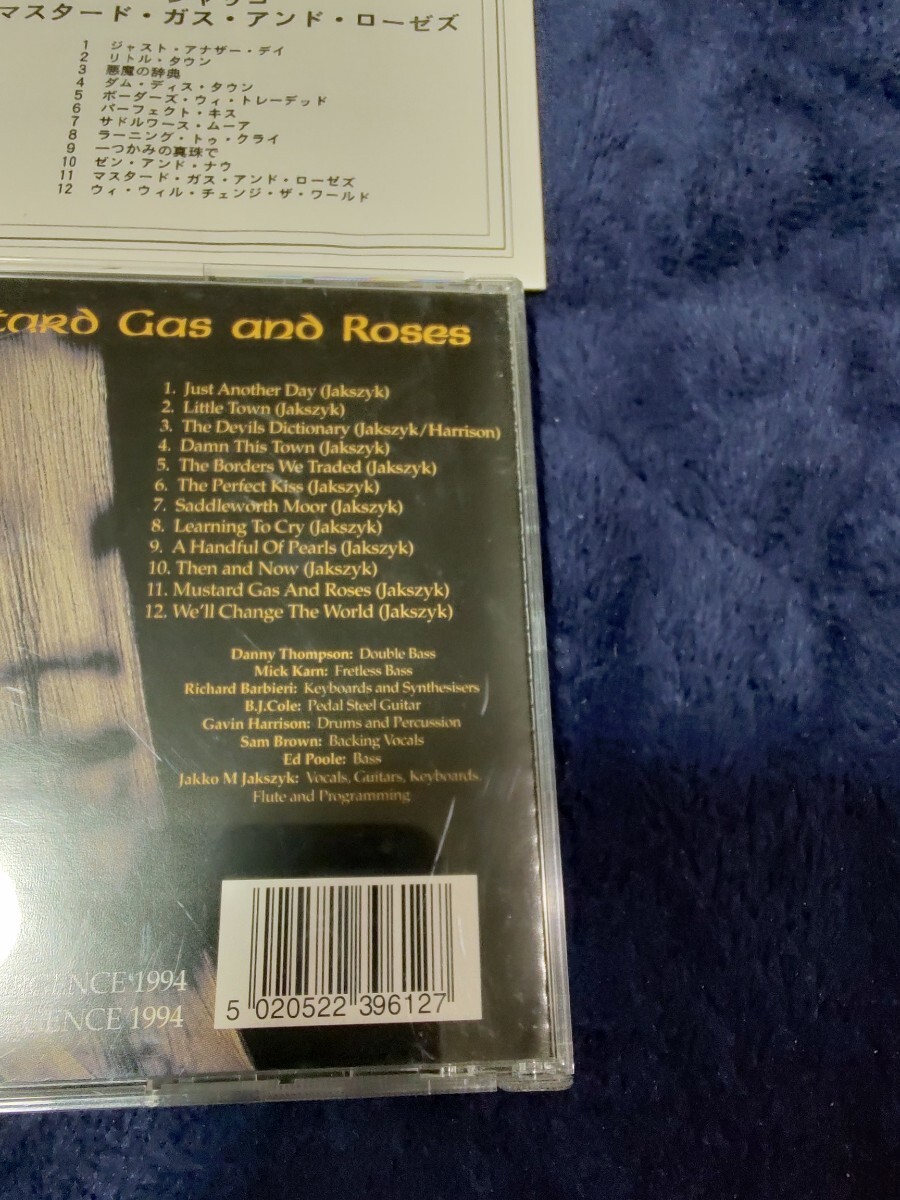 マスタード・ガス・アンド・ローゼズ
1 ジャスト・アナザー・デイ
2 リトル・タウン
3 悪魔の辞典
4 ダム・ディス・タウン
5 ボーダーズ・ウィ・トレーデッド
6 パーフェクト・キス
7 サドルワース・ムーア
8 ラーニング・トゥ・クライ
9 一つかみの真珠で
10 ゼン・アンド・ナウ
11 マスタード・ガス・アンド・ローゼズ
12 ウィ・ウィル・チェンジ・ザ・ワールド
tard Gas and Roses
1. Just Another Day (Jakszyk)
2. Little Town (Jakszyk)
3. The Devils Dictionary (Jakszyk/Harrison)
4. Damn This Town (Jakszyk)
5. The Borders We Traded (Jakszyk)
6. The Perfect Kiss (Jakszyk)
7. Saddleworth Moor (Jakszyk)
8. Learning To Cry (Jakszyk)
9. A Handful Of Pearls (Jakszyk)
10. Then and Now (Jakszyk)
11. Mustard Gas And Roses (Jakszyk)
12. We'll Change The World (Jakszyk)
Danny Thompson: Double Bass
Mick Karn: Fretless Bass
Richard Barbieri: Keyboards and Synthesisers
B.J.Cole: Pedal Steel Guitar
Gavin Harrison: Drums and Percussion
Sam Brown: Backing Vocals
Ed Poole: Bass
Jakko M Jakszyk: Vocals, Guitars, Keyboards,
Flute and Programming
GENCE 1994
GENCE 1994
5 020522 396127